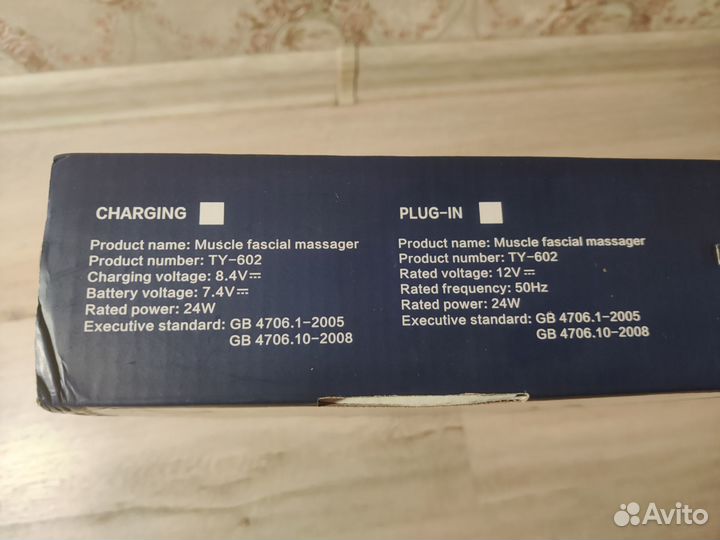 CHARGING
Product name: Muscle fascial massager
Product number: TY-602
Charging voltage: 8.4V⎓
Battery voltage: 7.4V⎓
Rated power: 24W
Executive standard: GB 4706.1-2005
GB 4706.10-2008
PLUG-IN
Product name: Muscle fascial massager
Product number: TY-602
Rated voltage: 12V⎓
Rated frequency: 50Hz
Rated power: 24W
Executive standard: GB 4706.1-2005
GB 4706.10-2008
Avito